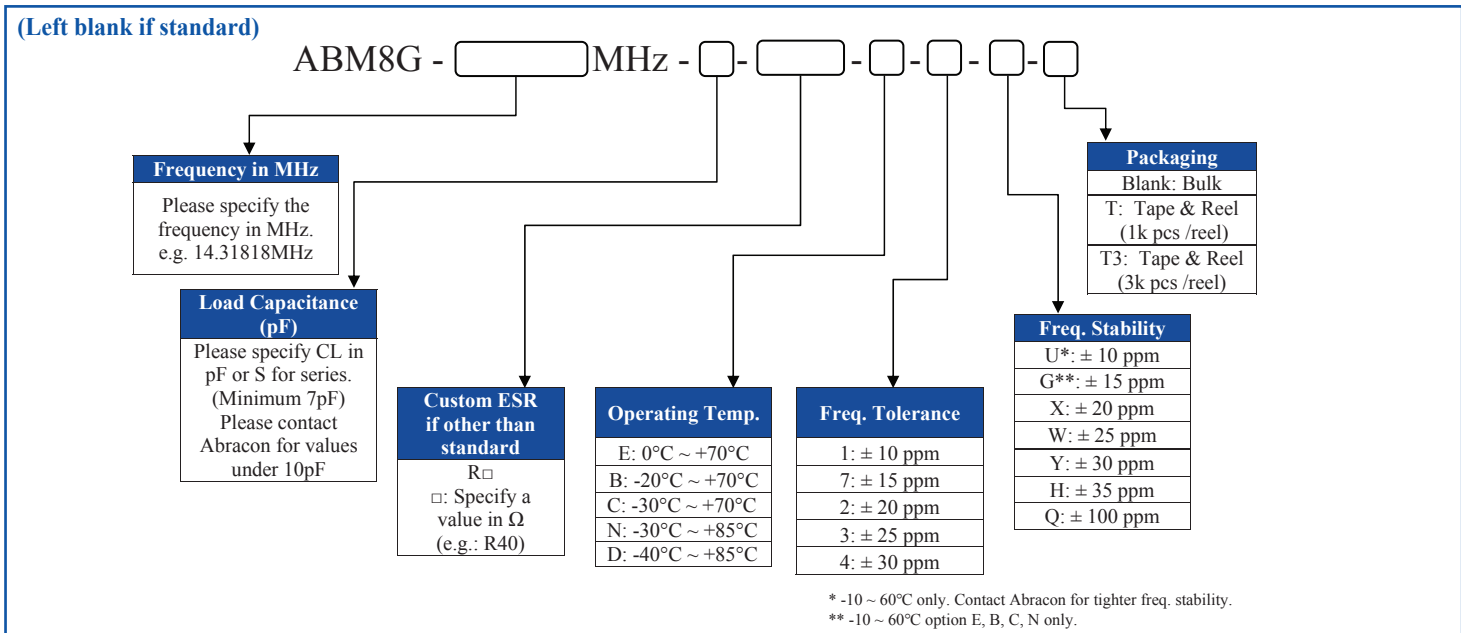 (Left blank if standard)
ABM8G - MHz - - - - - -
Frequency in MHz
Please specify the
frequency in MHz.
e.g. 14.31818MHz
Load Capacitance
(pF)
Please specify CL in
pF or S for series.
(Minimum 7pF)
Please contact
Abracon for values
under 10pF
Custom ESR
if other than
standard
R□
□: Specify a
value in Ω
(e.g.: R40)
Operating Temp.
E: 0°C ~ +70°C
B: -20°C ~ +70°C
C: -30°C ~ +70°C
N: -30°C ~ +85°C
D: -40°C ~ +85°C
Freq. Tolerance
1: ± 10 ppm
7: ± 15 ppm
2: ± 20 ppm
3: ± 25 ppm
4: ± 30 ppm
Freq. Stability
U*: ± 10 ppm
G**: ± 15 ppm
X: ± 20 ppm
W: ± 25 ppm
Y: ± 30 ppm
H: ± 35 ppm
Q: ± 100 ppm
Packaging
Blank: Bulk
T: Tape & Reel
(1k pcs /reel)
T3: Tape & Reel
(3k pcs /reel)
* -10 ~ 60°C only. Contact Abracon for tighter freq. stability.
** -10 ~ 60°C option E, B, C, N only.